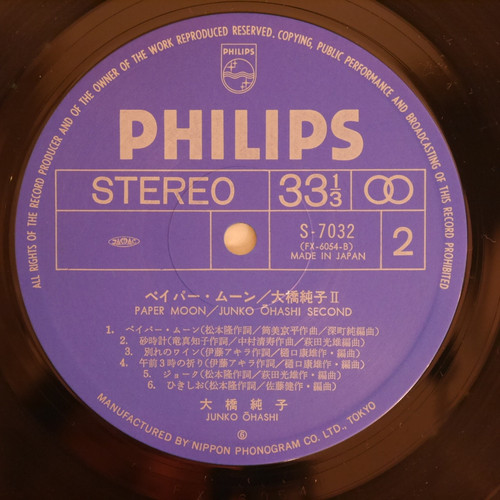 ALL RIGHTS OF THE RECORD PRODUCER AND OF THE OWNER OF THE WORK REPRODUCED RESERVED. COPYING, PUBLIC PERFORMANCE AND BROADCASTING OF THIS RECORD PROHIBITED
PHILIPS
PHILIPS
STEREO 33 1/3
S-7032
(FX-6054-B)
MADE IN JAPAN
2
ペイパー・ムーン/大橋純子 II
PAPER MOON/JUNKO ŌHASHI SECOND
1. ペイパー・ムーン(松本隆作詞/筒美京平作曲/深町純編曲)
2. 砂時計(竜真知子作詞/中村清寿作曲/萩田光雄編曲)
3. 別れのワイン(伊藤アキラ作詞/樋口康雄作・編曲)
4. 午前3時の祈り(伊藤アキラ作詞/樋口康雄作・編曲)
5. ジョーク(松本隆作詞/萩田光雄作・編曲)
6. ひきしお(松本隆作詞/佐藤健作・編曲)
大橋純子
JUNKO ŌHASHI
MANUFACTURED BY NIPPON PHONOGRAM CO. LTD., TOKYO